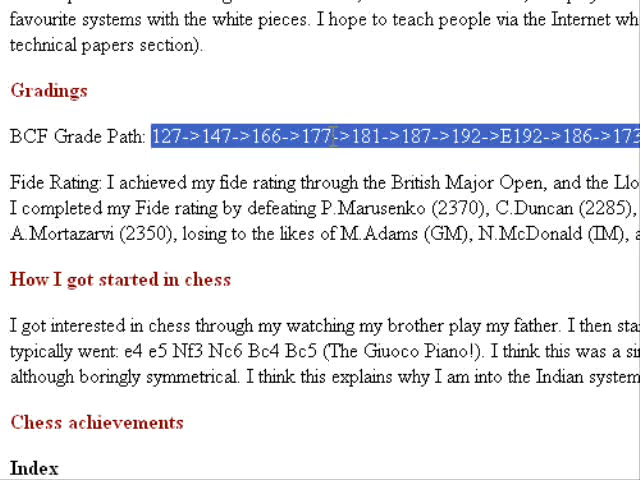 favourite systems with the white pieces. I hope to teach people via the Internet wh
technical papers section).
Gradings
BCF Grade Path: 127->147->166->177->181->187->192->E192->186->173
Fide Rating: I achieved my fide rating through the British Major Open, and the Llo
I completed my Fide rating by defeating P.Marusenko (2370), C.Duncan (2285),
A.Mortazarvi (2350), losing to the likes of M.Adams (GM), N.McDonald (IM), a
How I got started in chess
I got interested in chess through my watching my brother play my father. I then sta
typically went: e4 e5 Nf3 Nc6 Bc4 Bc5 (The Giuoco Piano!). I think this was a si
although boringly symmetrical. I think this explains why I am into the Indian system
Chess achievements
Index